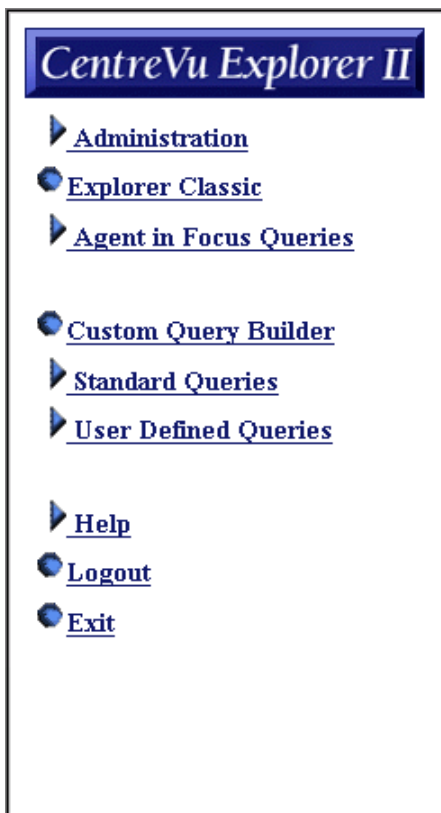 CentreVu Explorer II
Administration
Explorer Classic
Agent in Focus Queries
Custom Query Builder
Standard Queries
User Defined Queries
Help
Logout
Exit